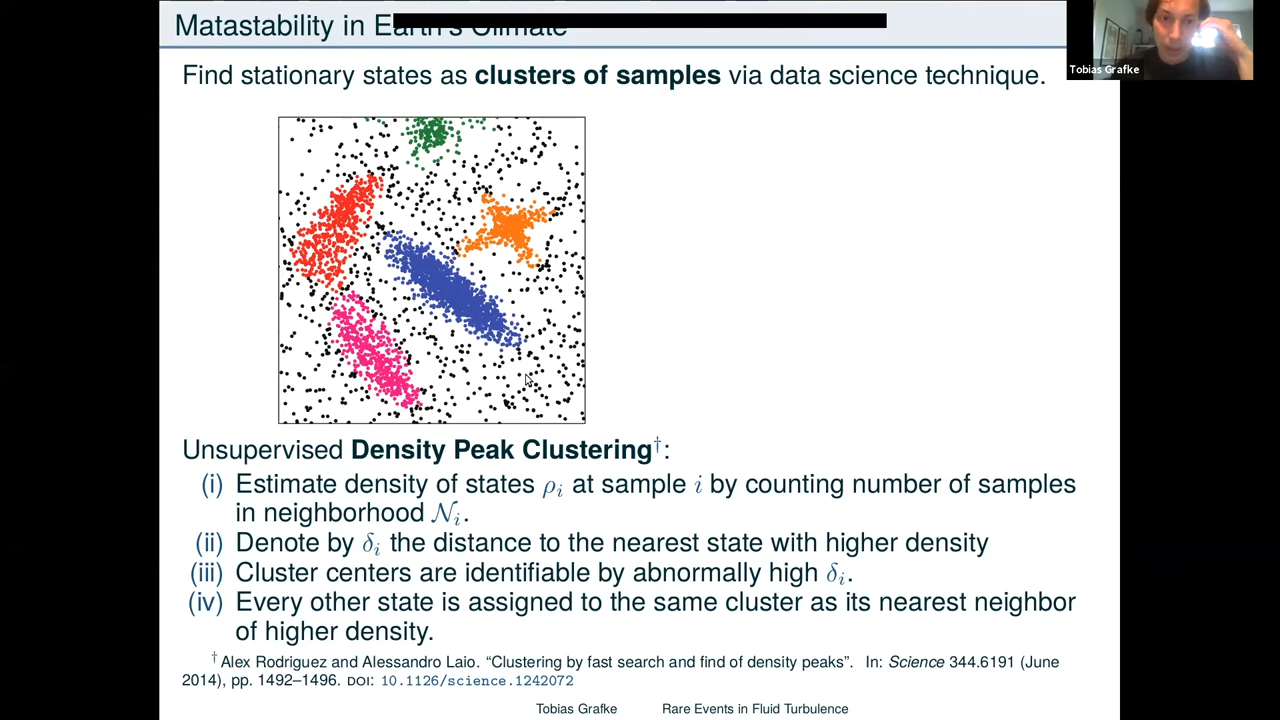 Matastability in Earth's Climate
Tobias Grafke
Find stationary states as clusters of samples via data science technique.
Unsupervised Density Peak Clustering†:
(i) Estimate density of states ρᵢ at sample i by counting number of samples
in neighborhood 𝒩ᵢ.
(ii) Denote by δᵢ the distance to the nearest state with higher density
(iii) Cluster centers are identifiable by abnormally high δᵢ.
(iv) Every other state is assigned to the same cluster as its nearest neighbor
of higher density.
† Alex Rodriguez and Alessandro Laio. “Clustering by fast search and find of density peaks”. In: Science 344.6191 (June
2014), pp. 1492–1496. DOI: 10.1126/science.1242072
Tobias Grafke Rare Events in Fluid Turbulence